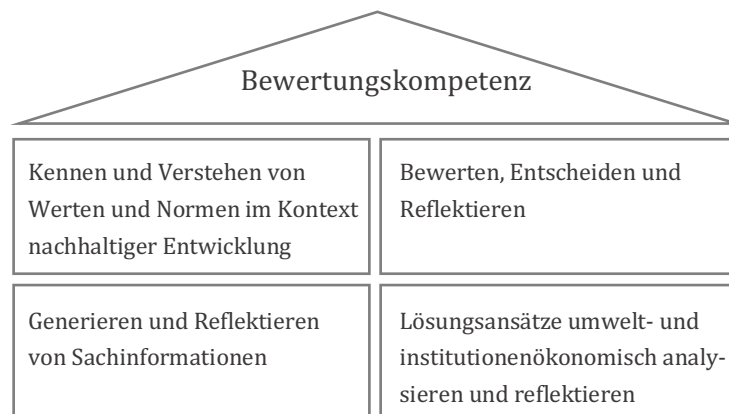 Bewertungskompetenz
Kennen und Verstehen von
Werten und Normen im Kontext
nachhaltiger Entwicklung
Bewerten, Entscheiden und
Reflektieren
Generieren und Reflektieren
von Sachinformationen
Lösungsansätze umwelt- und
institutionenökonomisch analy-
sieren und reflektieren